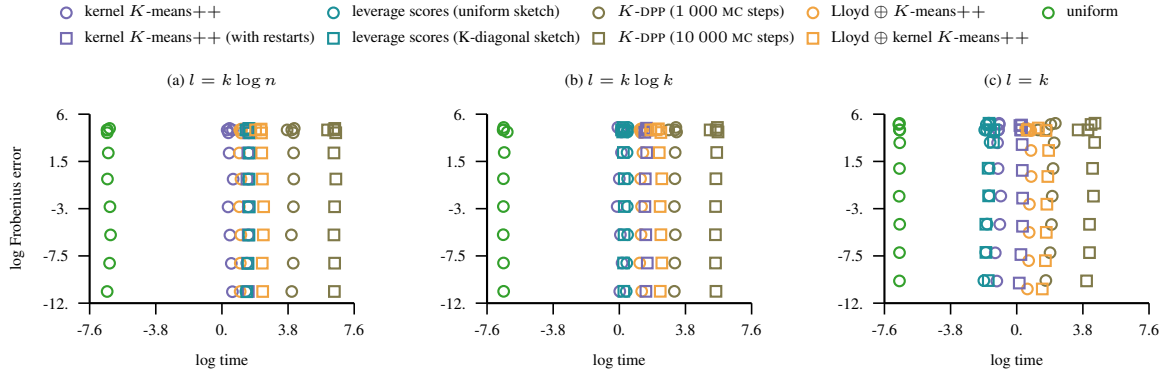 kernel K-means++ leverage scores (uniform sketch) K-DPP (1 000 MC steps) Lloyd ⊕ K-means++ uniform
kernel K-means++ (with restarts) leverage scores (K-diagonal sketch) K-DPP (10 000 MC steps) Lloyd ⊕ kernel K-means++
(a) l = k log n
(b) l = k log k
(c) l = k
log Frobenius error
6.
1.5
-3.
-7.5
-12.
-7.6 -3.8 0. 3.8 7.6
log time
6.
1.5
-3.
-7.5
-12.
-7.6 -3.8 0. 3.8 7.6
log time
6.
1.5
-3.
-7.5
-12.
-7.6 -3.8 0. 3.8 7.6
log time